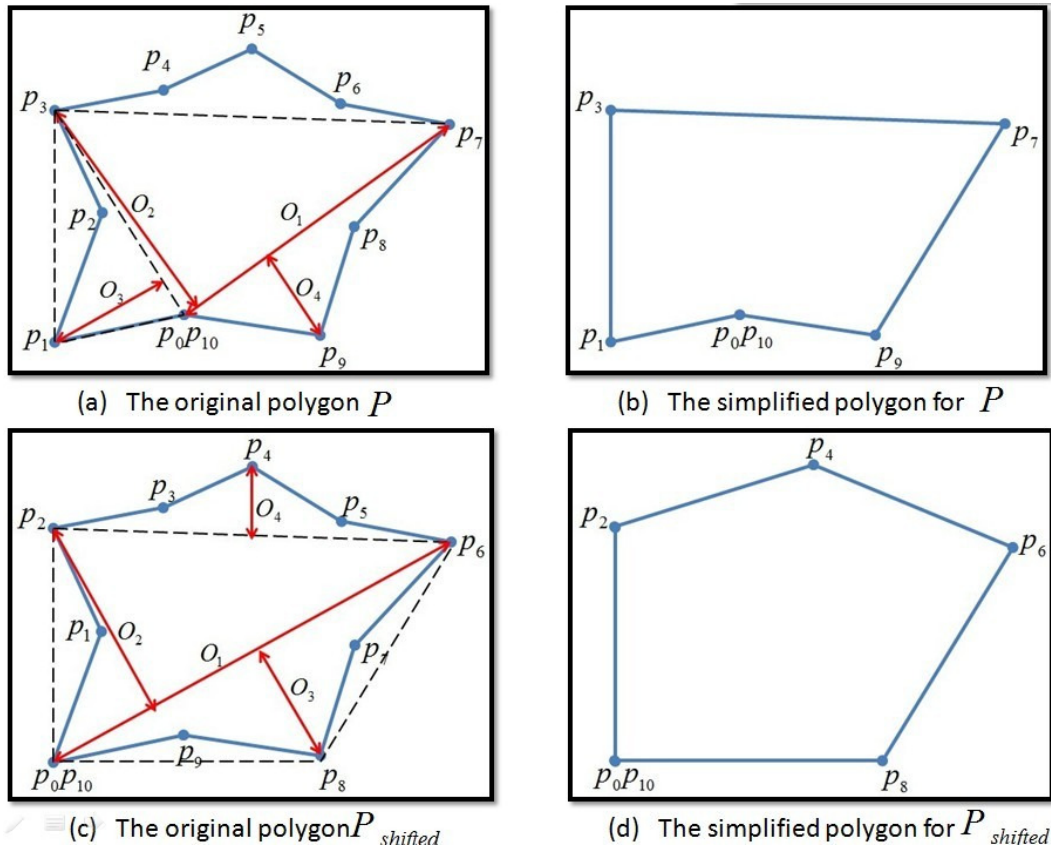 p5
p4
p6
p3
p7
O2
O1
p2
p8
O3
O4
p1
p0p10
p9
(a) The original polygon P
p3
p7
p1
p0p10
p9
(b) The simplified polygon for P
p4
p3
p5
p2
O4
p6
p1
O2
O1
p7
O3
p9
p0p10
p8
(c) The original polygon Pshifted
p4
p2
p6
p0p10
p8
(d) The simplified polygon for Pshifted